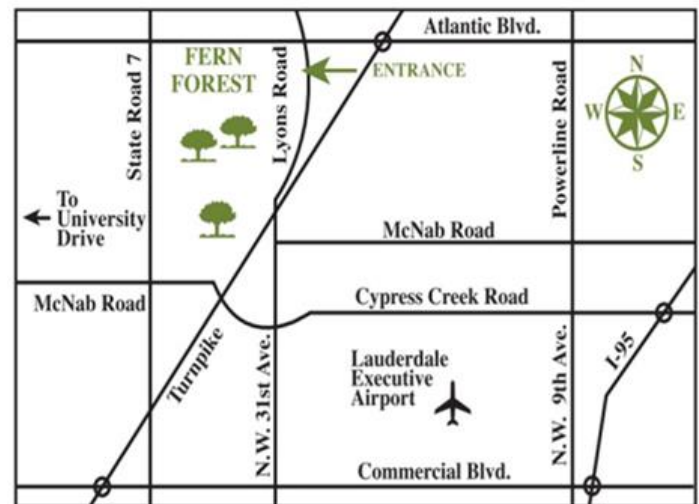 Atlantic Blvd.
FERN
FOREST
ENTRANCE
State Road 7
Lyons Road
Powerline Road
N
W
E
S
To
University
Drive
McNab Road
McNab Road
Cypress Creek Road
Turnpike
N.W. 31st Ave.
Lauderdale
Executive
Airport
N.W. 9th Ave.
I-95
Commercial Blvd.